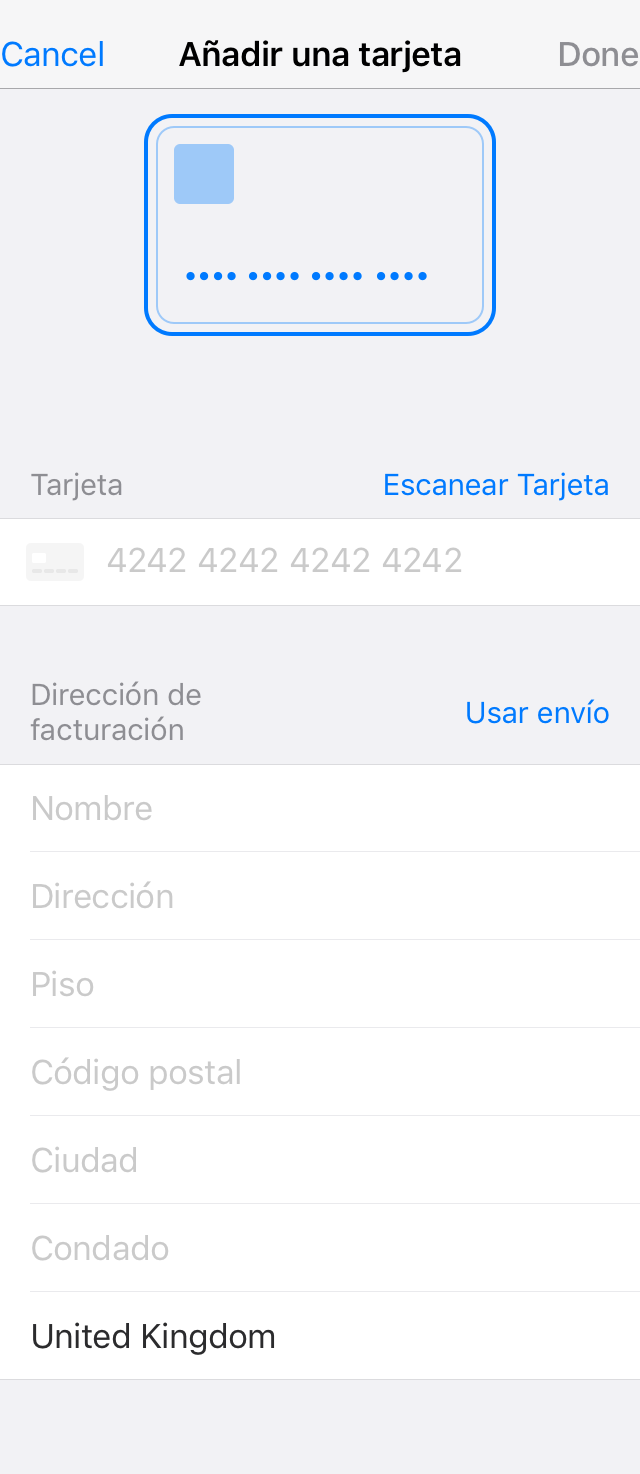 Cancel Añadir una tarjeta Done
•••• •••• •••• ••••
Tarjeta Escanear Tarjeta
4242 4242 4242 4242
Dirección de
facturación
Usar envío
Nombre
Dirección
Piso
Código postal
Ciudad
Condado
United Kingdom